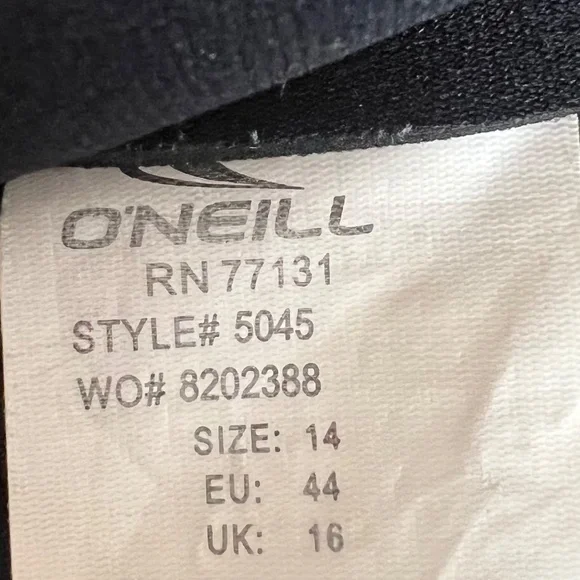 O'NEILL
RN 77131
STYLE# 5045
WO# 8202388
SIZE: 14
EU: 44
UK: 16